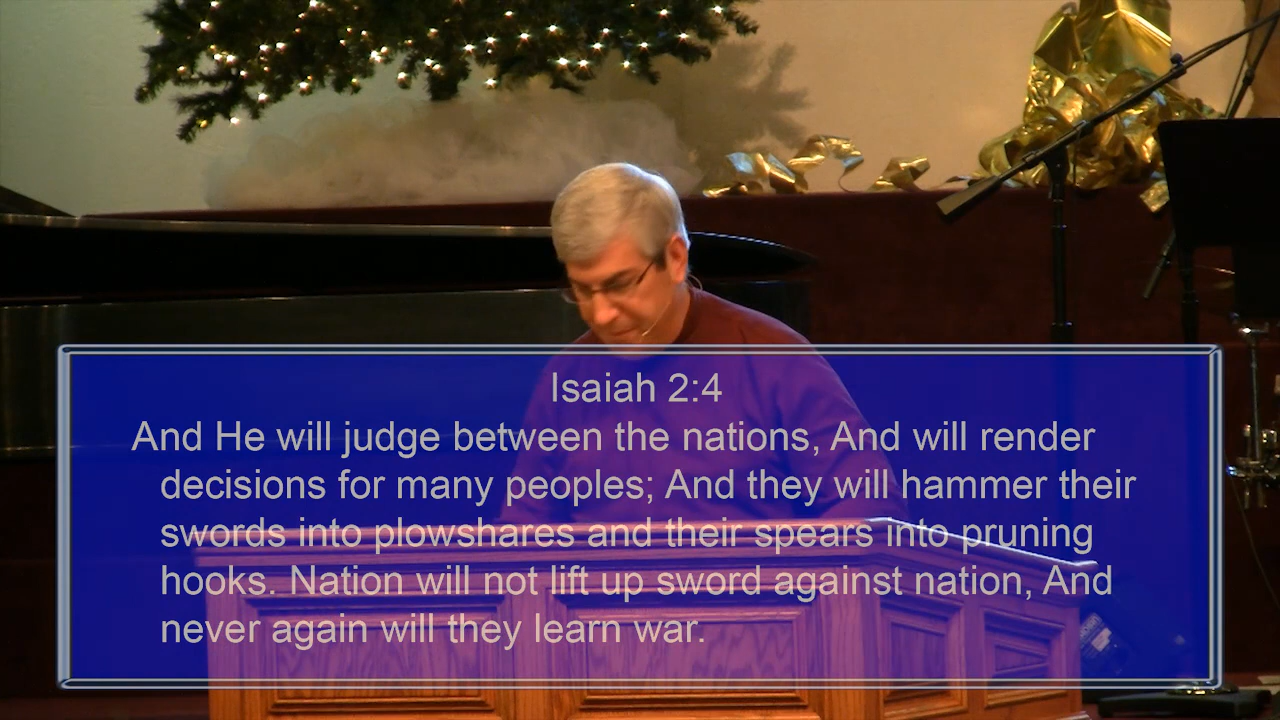 Isaiah 2:4
And He will judge between the nations, And will render
decisions for many peoples; And they will hammer their
swords into plowshares and their spears into pruning
hooks. Nation will not lift up sword against nation, And
never again will they learn war.